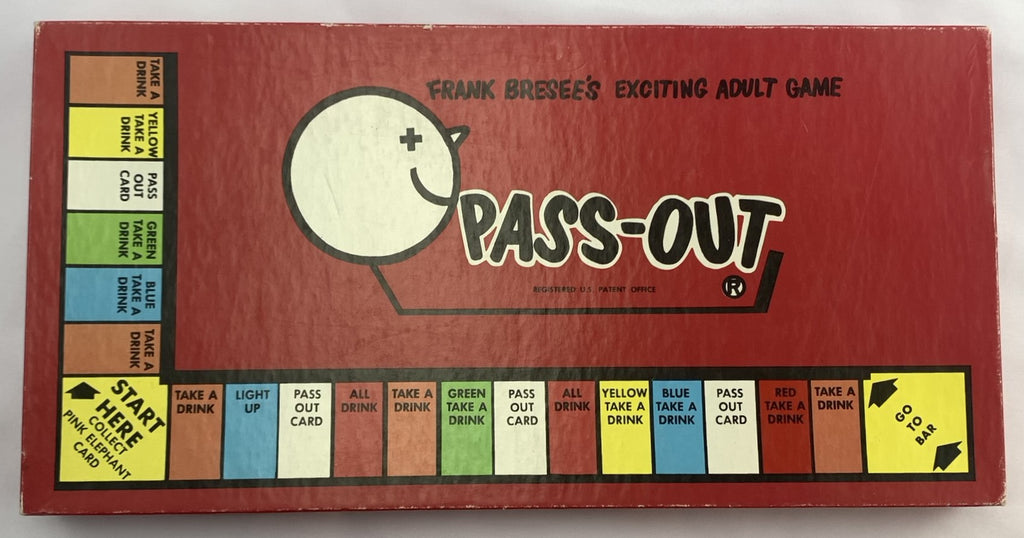 FRANK BRESEE'S EXCITING ADULT GAME
PASS-OUT
®
REGISTERED U.S. PATENT OFFICE
TAKE A
DRINK
YELLOW
TAKE A
DRINK
PASS
OUT
CARD
GREEN
TAKE A
DRINK
BLUE
TAKE A
DRINK
TAKE A
DRINK
START
HERE
COLLECT
PINK ELEPHANT
CARD
TAKE A
DRINK
LIGHT
UP
PASS
OUT
CARD
ALL
DRINK
TAKE A
DRINK
GREEN
TAKE A
DRINK
PASS
OUT
CARD
ALL
DRINK
YELLOW
TAKE A
DRINK
BLUE
TAKE A
DRINK
PASS
OUT
CARD
RED
TAKE A
DRINK
TAKE A
DRINK
GO
TO
BAR